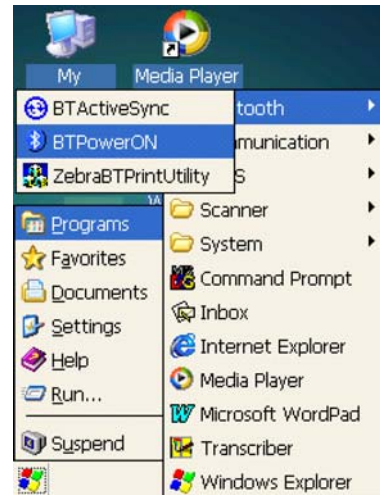 My
Media Player
BTActiveSync
BTPowerON
ZebraBTPrintUtility
tooth
munication
S
Scanner
System
Command Prompt
Inbox
Internet Explorer
Media Player
Microsoft WordPad
Transcriber
Windows Explorer
Programs
Favorites
Documents
Settings
Help
Run...
Suspend